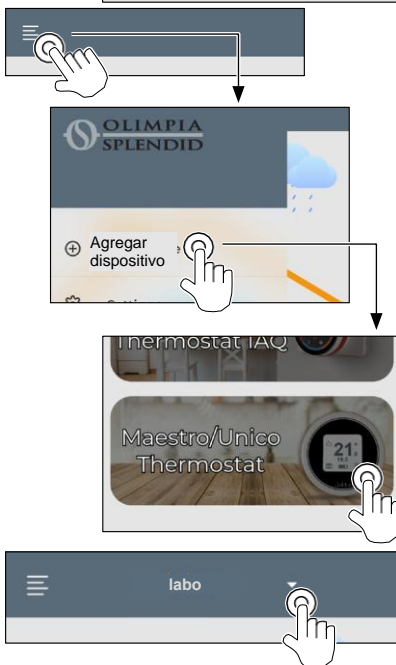 OLIMPIA
SPLENDID
Agregar
dispositivo
Thermostat IAQ
Maestro/Unico
Thermostat
21
labo